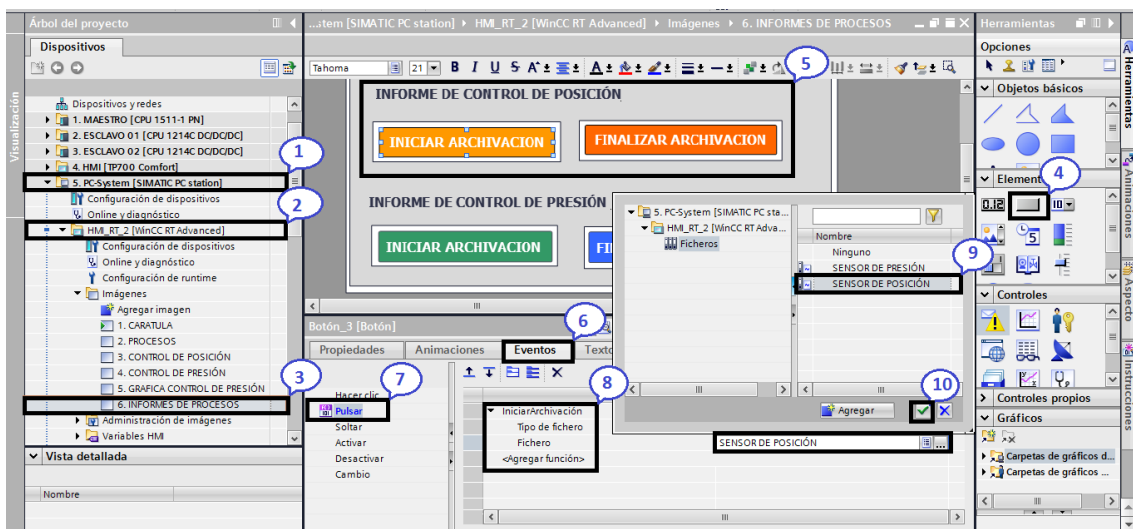 Árbol del proyecto
Dispositivos
Visualización
Dispositivos y redes
1. MAESTRO [CPU 1511-1 PN]
2. ESCLAVO 01 [CPU 1214C DC/DC/DC]
3. ESCLAVO 02 [CPU 1214C DC/DC/DC]
4. HMI [TP700 Comfort]
5. PC-System [SIMATIC PC station]
Configuración de dispositivos
Online y diagnóstico
HMI_RT_2 [WinCC RT Advanced]
Configuración de dispositivos
Online y diagnóstico
Configuración de runtime
Imágenes
Agregar imagen
1. CARATULA
2. PROCESOS
3. CONTROL DE POSICIÓN
4. CONTROL DE PRESIÓN
5. GRAFICA CONTROL DE PRESIÓN
6. INFORMES DE PROCESOS
Administración de imágenes
Variables HMI
Vista detallada
Nombre
1
2
3
...item [SIMATIC PC station] HMI_RT_2 [WinCC RT Advanced] Imágenes 6. INFORMES DE PROCESOS
Tahoma 21 B I U S A
5
INFORME DE CONTROL DE POSICIÓN
INICIAR ARCHIVACION
FINALIZAR ARCHIVACION
INFORME DE CONTROL DE PRESIÓN
INICIAR ARCHIVACION
FI
5. PC-System [SIMATIC PC sta...
HMI_RT_2 [WinCC RT Adva...
Ficheros
Nombre
Ninguno
SENSOR DE PRESIÓN
SENSOR DE POSICIÓN
9
Agregar
10
Botón_3 [Botón]
6
Propiedades
Animaciones
Eventos
Texto
7
Hacer clic
Pulsar
Soltar
Activar
Desactivar
Cambio
8
IniciarArchivación
Tipo de fichero
Fichero
<Agregar función>
SENSOR DE POSICIÓN
...
Herramientas
Opciones
Objetos básicos
4
Element
0.12
10
5
Controles
Controles propios
Gráficos
Carpetas de gráficos d...
Carpetas de gráficos ...
Herramientas
Animaciones
Aspecto
Instrucciones